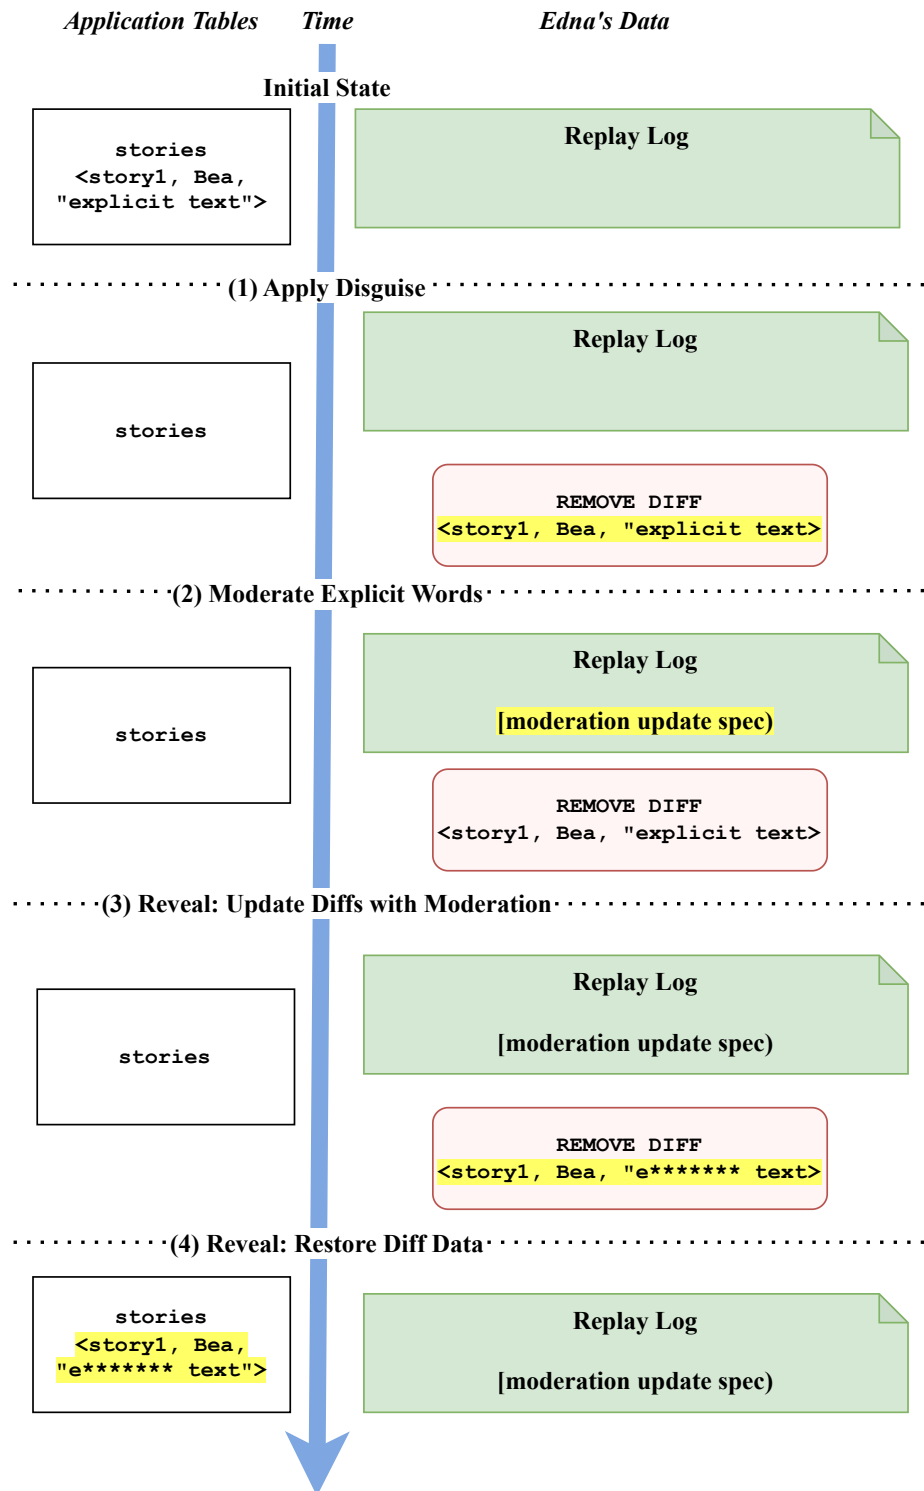 Application Tables
Time
Edna's Data
Initial State
stories
<story1, Bea,
"explicit text">
Replay Log
(1) Apply Disguise
stories
Replay Log
REMOVE DIFF
<story1, Bea, "explicit text>
(2) Moderate Explicit Words
stories
Replay Log
[moderation update spec)
REMOVE DIFF
<story1, Bea, "explicit text>
(3) Reveal: Update Diffs with Moderation
stories
Replay Log
[moderation update spec)
REMOVE DIFF
<story1, Bea, "e******* text>
(4) Reveal: Restore Diff Data
stories
<story1, Bea,
"e******* text">
Replay Log
[moderation update spec)